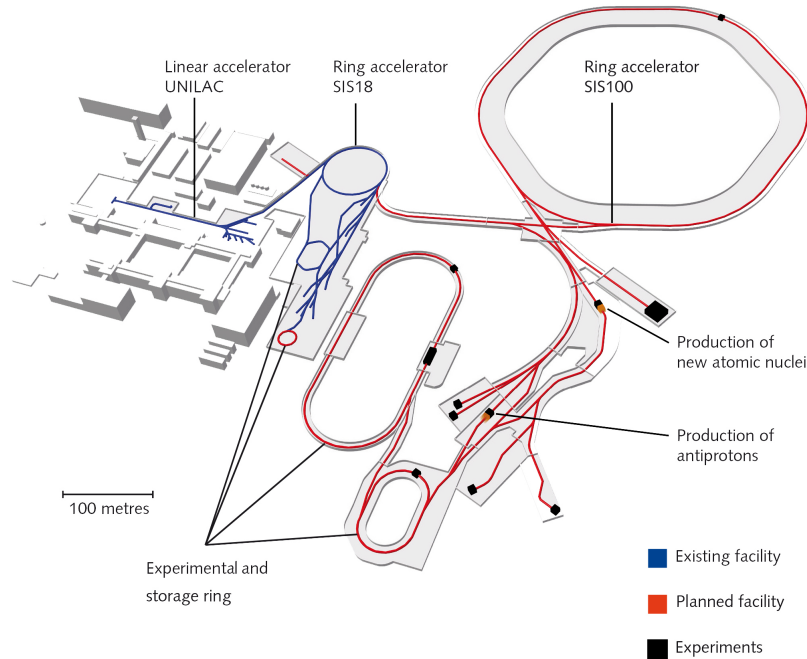 Linear accelerator
UNILAC
Ring accelerator
SIS18
Ring accelerator
SIS100
Production of
new atomic nuclei
Production of
antiprotons
100 metres
Experimental and
storage ring
Existing facility
Planned facility
Experiments